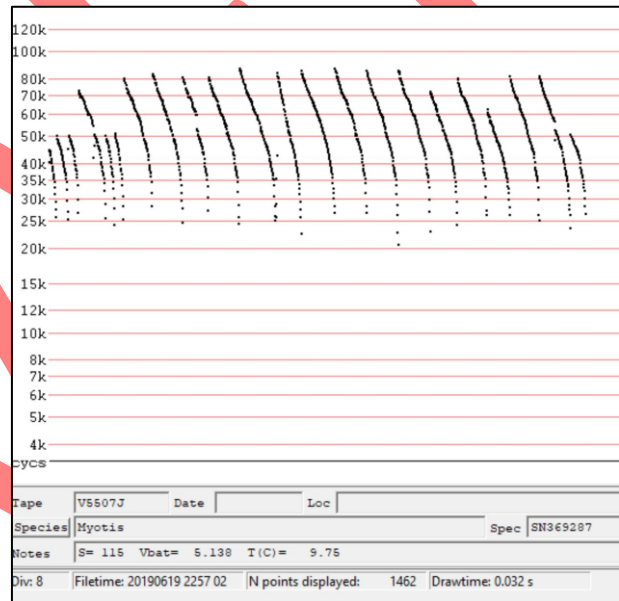 120k
100k
80k
70k
60k
50k
40k
35k
30k
25k
20k
15k
12k
10k
8k
7k
6k
5k
4k
cycs
Tape V5507J Date Loc
Species Myotis Spec SN369287
Notes S= 115 Vbat= 5.138 T(C)= 9.75
Div: 8 Filetime: 20190619 2257 02 N points displayed: 1462 Drawtime: 0.032 s